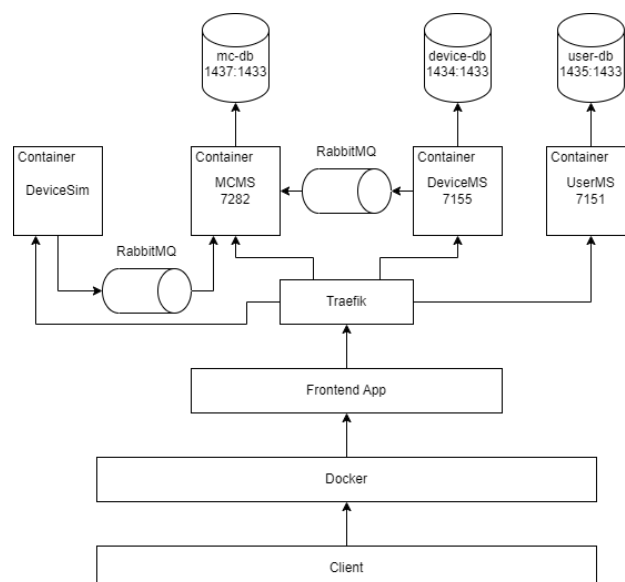 mc-db
1437:1433
device-db
1434:1433
user-db
1435:1433
Container
DeviceSim
Container
MCMS
7282
RabbitMQ
Container
DeviceMS
7155
Container
UserMS
7151
RabbitMQ
Traefik
Frontend App
Docker
Client